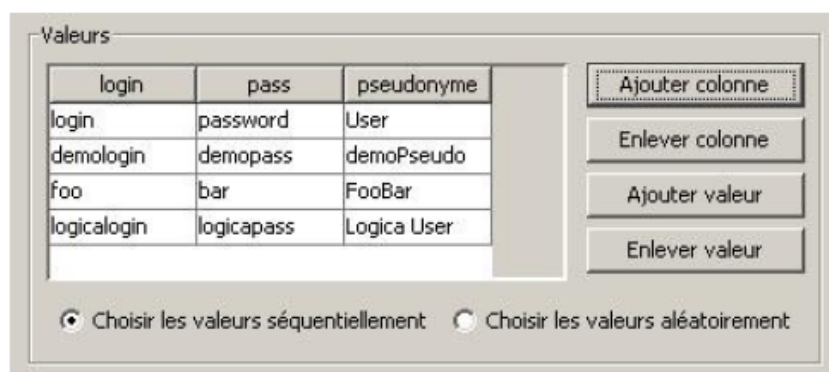 Valeurs
login pass pseudonyme Ajouter colonne
login password User
demologin demopass demoPseudo Enlever colonne
foo bar FooBar Ajouter valeur
logicalogin logicapass Logica User
Enlever valeur
Choisir les valeurs séquentiellement Choisir les valeurs aléatoirement